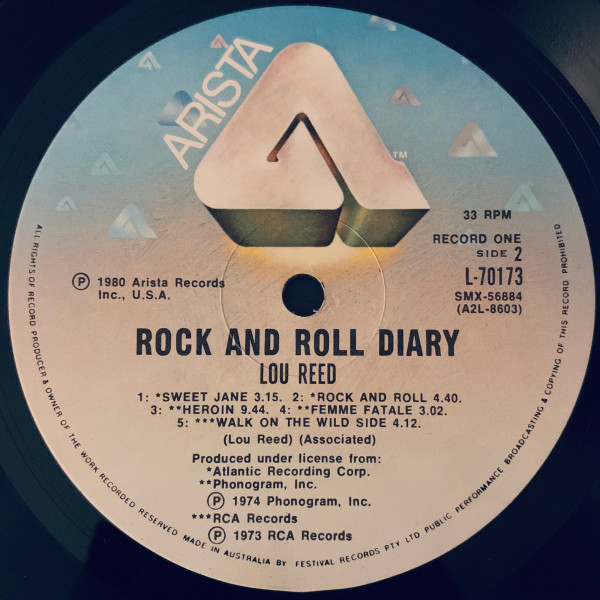 ARISTA
TM
33 RPM
RECORD ONE
SIDE 2
L-70173
SMX-56884
(A2L-8603)
Ⓟ 1980 Arista Records
Inc., U.S.A.
ROCK AND ROLL DIARY
LOU REED
1: *SWEET JANE 3.15. 2: *ROCK AND ROLL 4.40.
3: **HEROIN 9.44. 4: **FEMME FATALE 3.02.
5: ***WALK ON THE WILD SIDE 4.12.
(Lou Reed) (Associated)
Produced under license from:
*Atlantic Recording Corp.
**Phonogram, Inc.
Ⓟ 1974 Phonogram, Inc.
***RCA Records
Ⓟ 1973 RCA Records
ALL RIGHTS OF RECORD PRODUCER & OWNER OF THE WORK RECORDED RESERVED MADE IN AUSTRALIA BY FESTIVAL RECORDS PTY LTD PUBLIC PERFORMANCE BROADCASTING & COPYING OF THIS RECORD PROHIBITED